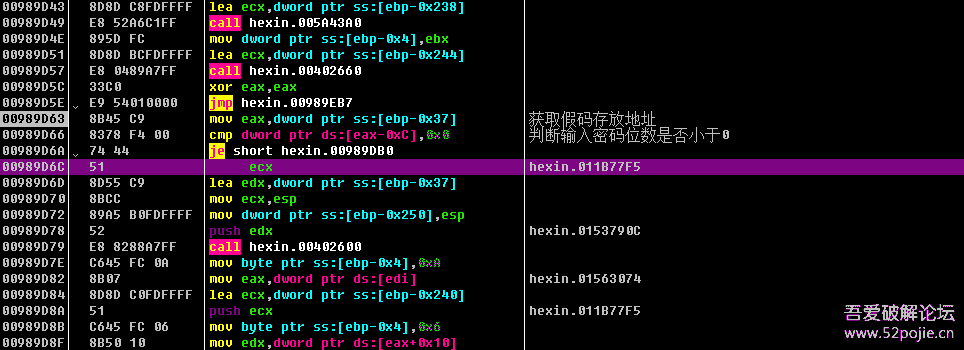 00989D43 8D8D C8FDFFFF lea ecx,dword ptr ss:[ebp-0x238]
00989D49 E8 52A6C1FF call hexin.005A43A0
00989D4E 895D FC mov dword ptr ss:[ebp-0x4],ebx
00989D51 8D8D BCFDFFFF lea ecx,dword ptr ss:[ebp-0x244]
00989D57 E8 0489A7FF call hexin.00402660
00989D5C 33C0 xor eax,eax
00989D5E E9 54010000 jmp hexin.00989EB7
00989D63 8B45 C9 mov eax,dword ptr ss:[ebp-0x37] 获取假码存放地址
00989D66 8378 F4 00 cmp dword ptr ds:[eax-0xC],0x0 判断输入密码位数是否小于0
00989D6A 74 44 je short hexin.00989DB0
00989D6C 51 ecx hexin.011B77F5
00989D6D 8D55 C9 lea edx,dword ptr ss:[ebp-0x37]
00989D70 8BCC mov ecx,esp
00989D72 89A5 B0FDFFFF mov dword ptr ss:[ebp-0x250],esp
00989D78 52 push edx hexin.0153790C
00989D79 E8 8288A7FF call hexin.00402600
00989D7E C645 FC 0A mov byte ptr ss:[ebp-0x4],0xA
00989D82 8B07 mov eax,dword ptr ds:[edi] hexin.01563074
00989D84 8D8D C0FDFFFF lea ecx,dword ptr ss:[ebp-0x240]
00989D8A 51 push ecx hexin.011B77F5
00989D8B C645 FC 06 mov byte ptr ss:[ebp-0x4],0x6
00989D8F 8B50 10 mov edx,dword ptr ds:[eax+0x10]
吾爱破解论坛
www.52pojie.cn